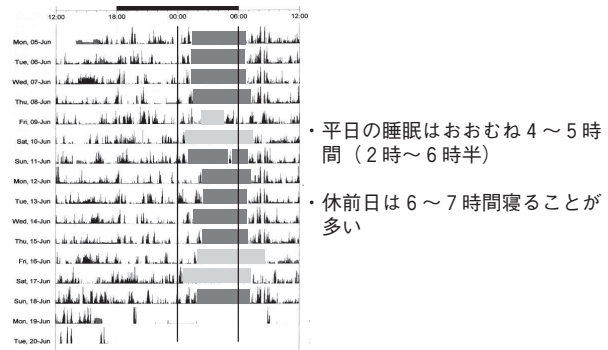 12:00 18:00 00:00 06:00 12:00
Mon, 05-Jun
Tue, 06-Jun
Wed, 07-Jun
Thu, 08-Jun
Fri, 09-Jun
Sat, 10-Jun
Sun, 11-Jun
Mon, 12-Jun
Tue, 13-Jun
Wed, 14-Jun
Thu, 15-Jun
Fri, 16-Jun
Sat, 17-Jun
Sun, 18-Jun
Mon, 19-Jun
Tue, 20-Jun
・平日の睡眠はおおむね4〜5時
間（2時〜6時半）
・休前日は6〜7時間寝ることが
多い